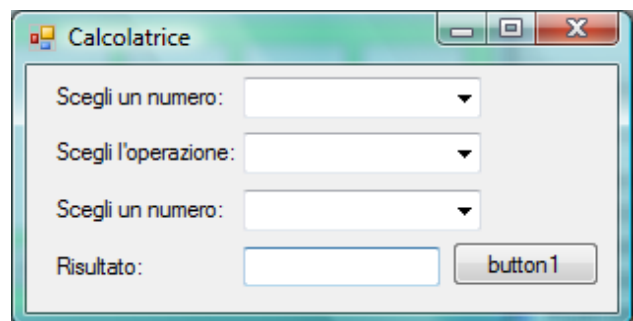 Calcolatrice
Scegli un numero:
Scegli l'operazione:
Scegli un numero:
Risultato:
button1